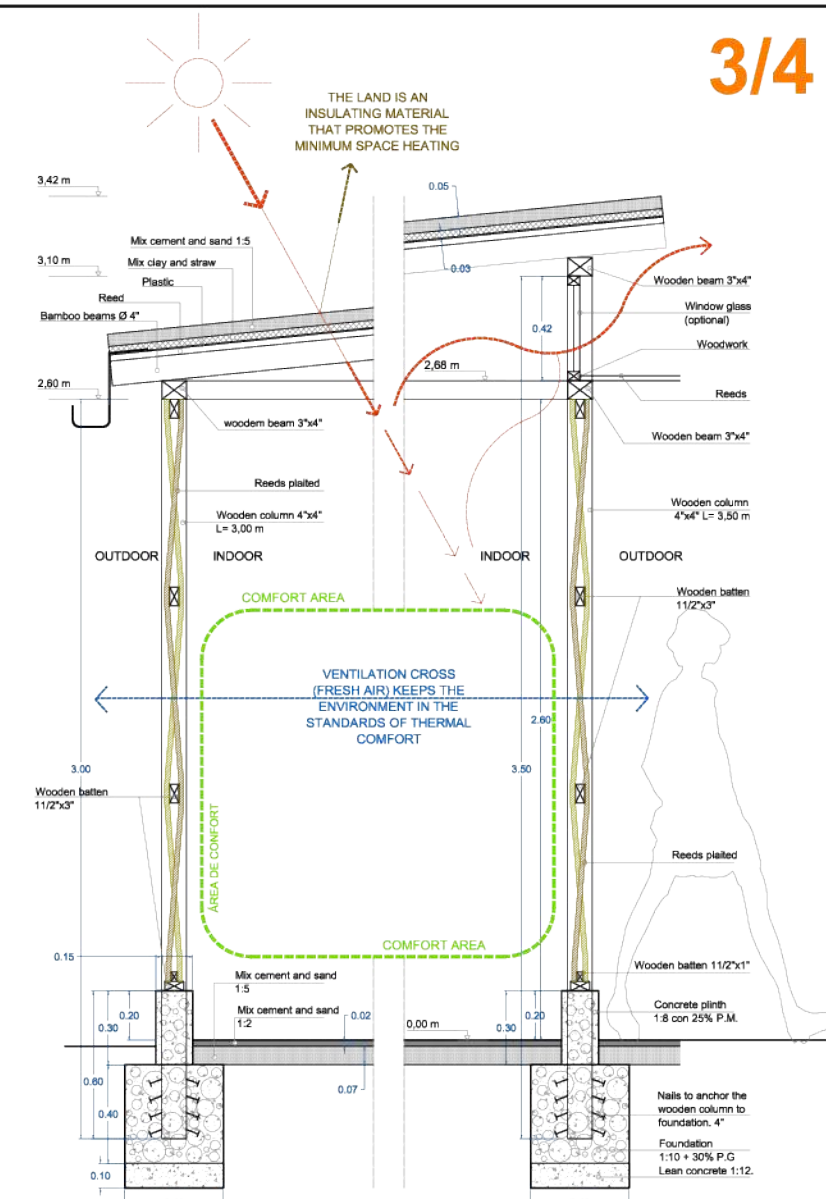 3/4
THE LAND IS AN
INSULATING MATERIAL
THAT PROMOTES THE
MINIMUM SPACE HEATING
3,42 m
0.05
Mix cement and sand 1:5
3,10 m
Mix clay and straw
0.03
Plastic
Wooden beam 3"x4"
Reed
Window glass
(optional)
Bamboo beams Ø 4"
0.42
Woodwork
2,68 m
2,60 m
Reeds
woodem beam 3"x4"
Wooden beam 3"x4"
Reeds plaited
Wooden column 4"x4"
L= 3,00 m
Wooden column
4"x4" L= 3,50 m
OUTDOOR
INDOOR
INDOOR
OUTDOOR
COMFORT AREA
Wooden batten
11/2"x3"
VENTILATION CROSS
(FRESH AIR) KEEPS THE
ENVIRONMENT IN THE
STANDARDS OF THERMAL
COMFORT
2.60
3.00
3.50
Wooden batten
11/2"x3"
ÁREA DE CONFORT
Reeds plaited
COMFORT AREA
0.15
Wooden batten 11/2"x1"
Mix cement and sand
1:5
Mix cement and sand
1:2
0.20
0.30
0.02
0,00 m
0.20
0.30
Concrete plinth
1:8 con 25% P.M.
0.60
0.07
0.40
Nails to anchor the
wooden column to
foundation. 4"
Foundation
1:10 + 30% P.G
Lean concrete 1:12.
0.10